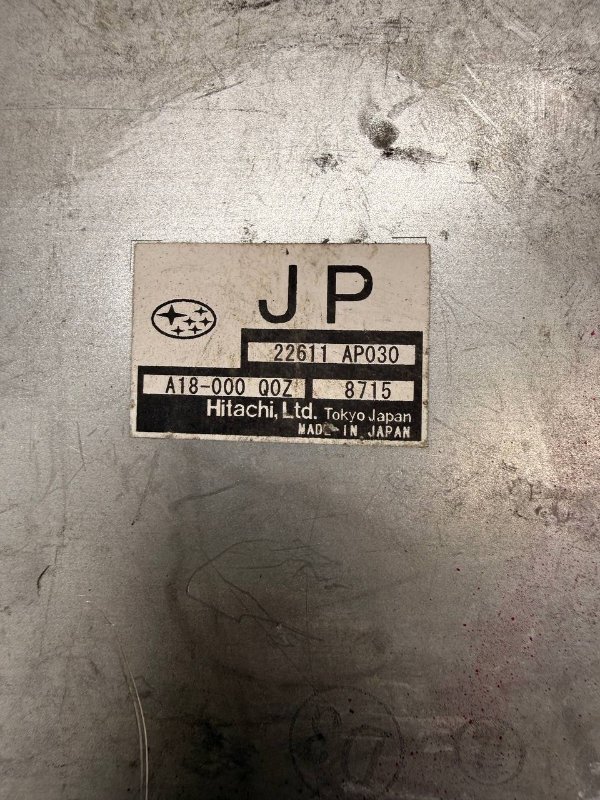 JP
22611 AP030
A18-000 Q0Z 8715
Hitachi, Ltd. Tokyo Japan
MADE IN JAPAN